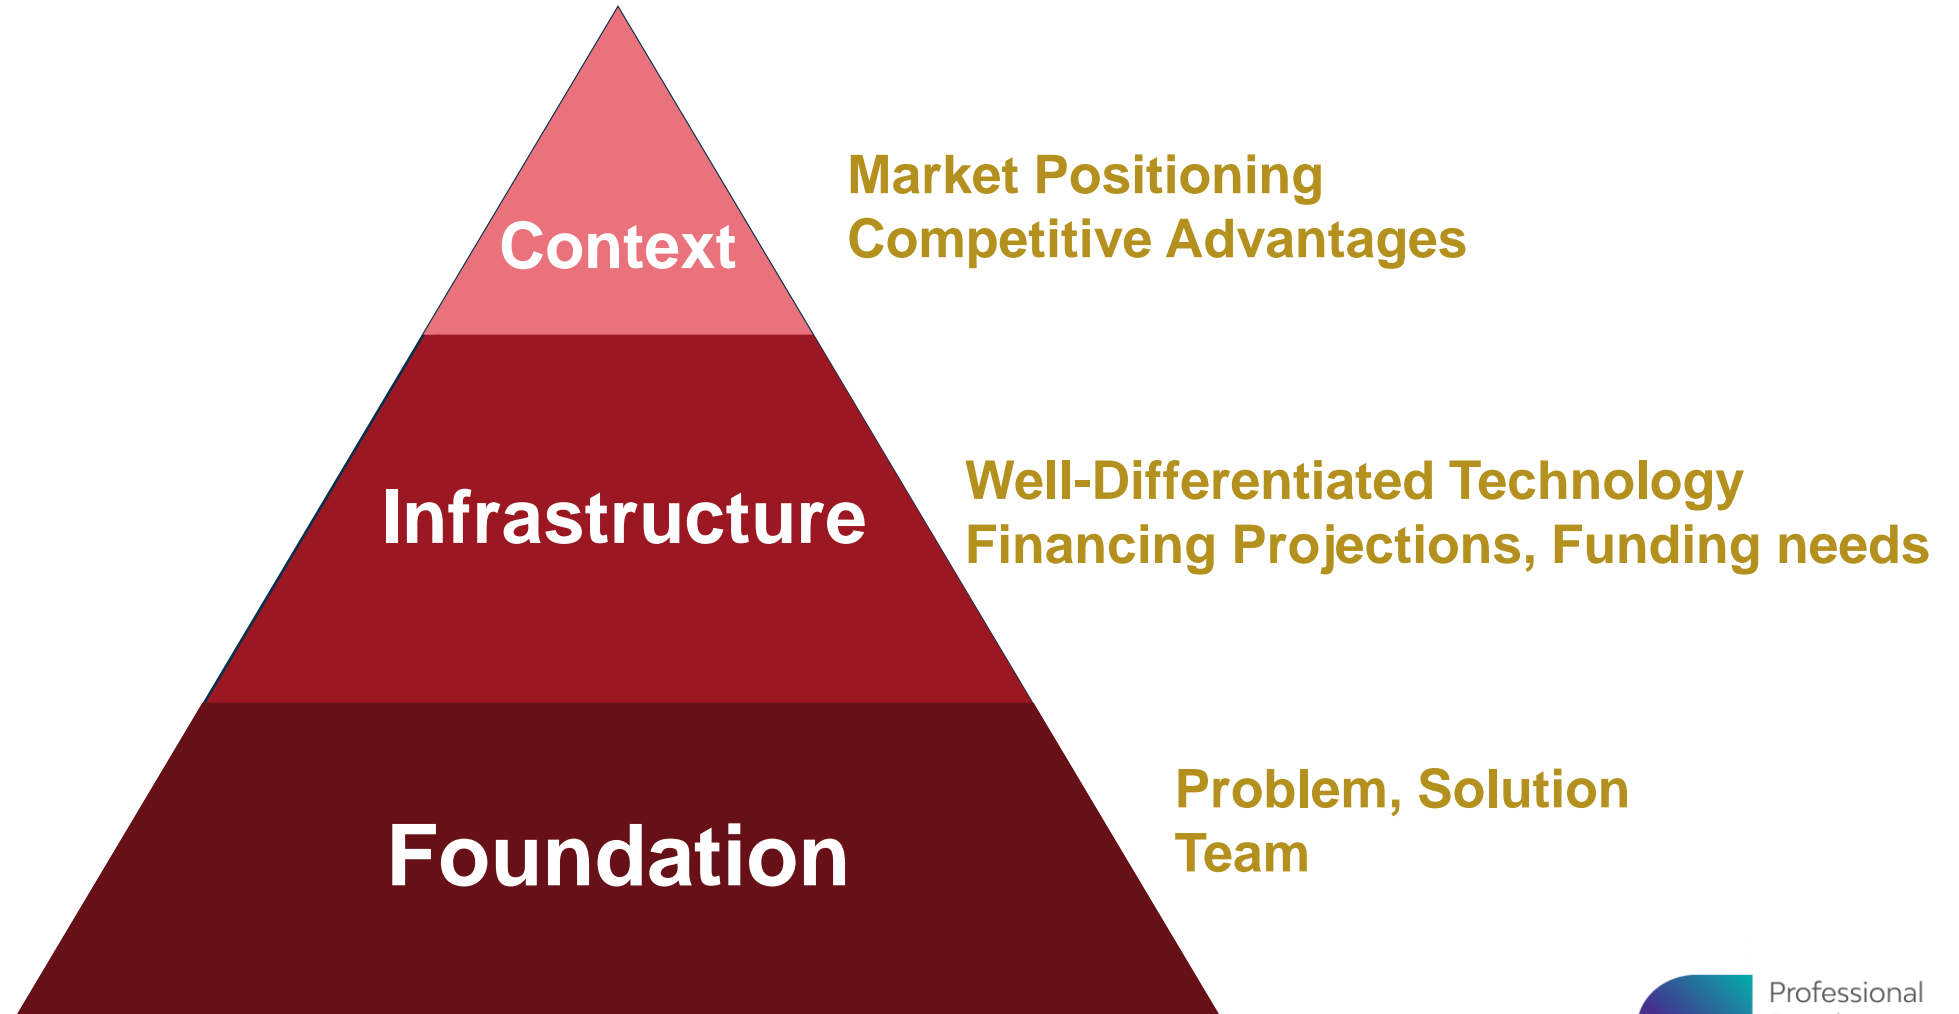 Context
Market Positioning
Competitive Advantages
Infrastructure
Well-Differentiated Technology
Financing Projections, Funding needs
Foundation
Problem, Solution
Team
Professional